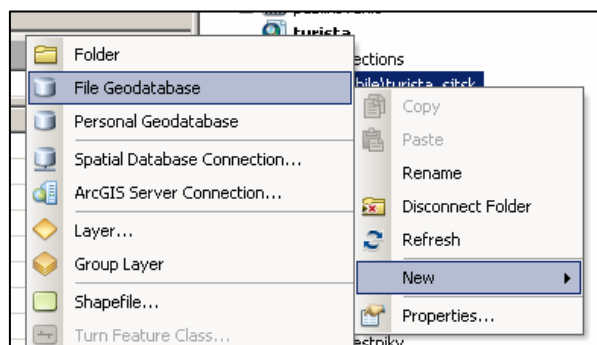 turista
Folder
ections
File Geodatabase
Personal Geodatabase
Spatial Database Connection...
ArcGIS Server Connection...
Layer...
Group Layer
Shapefile...
Turn Feature Class...
Copy
Paste
Rename
Disconnect Folder
Refresh
New
Properties...